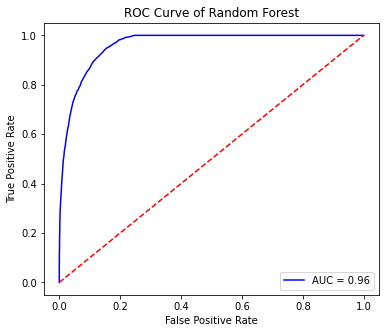 ROC Curve of Random Forest
True Positive Rate
1.0
0.8
0.6
0.4
0.2
0.0
AUC = 0.96
0.0 0.2 0.4 0.6 0.8 1.0
False Positive Rate